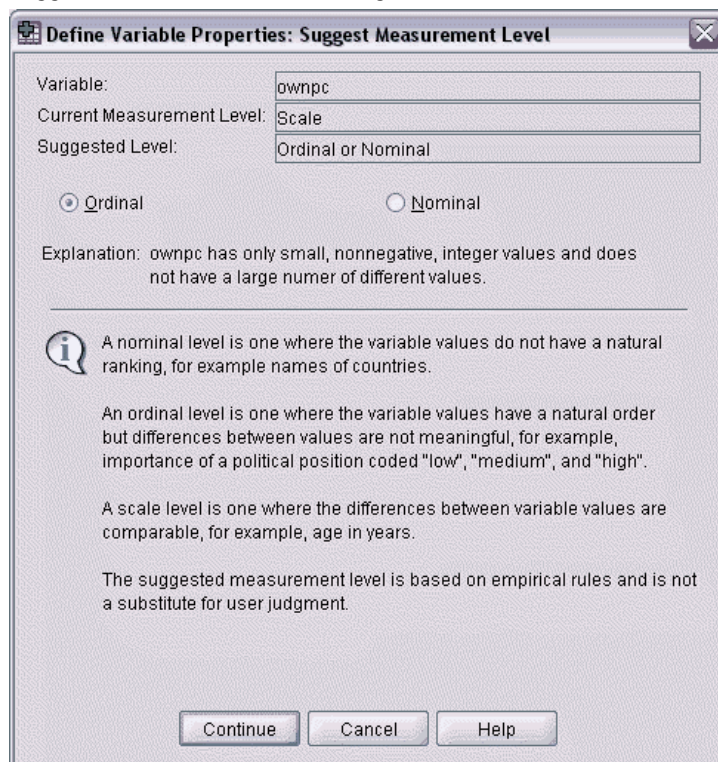 Define Variable Properties: Suggest Measurement Level
Variable: ownpc
Current Measurement Level: Scale
Suggested Level: Ordinal or Nominal
Ordinal Nominal
Explanation: ownpc has only small, nonnegative, integer values and does
not have a large numer of different values.
A nominal level is one where the variable values do not have a natural
ranking, for example names of countries.
An ordinal level is one where the variable values have a natural order
but differences between values are not meaningful, for example,
importance of a political position coded "low", "medium", and "high".
A scale level is one where the differences between variable values are
comparable, for example, age in years.
The suggested measurement level is based on empirical rules and is not
a substitute for user judgment.
Continue Cancel Help